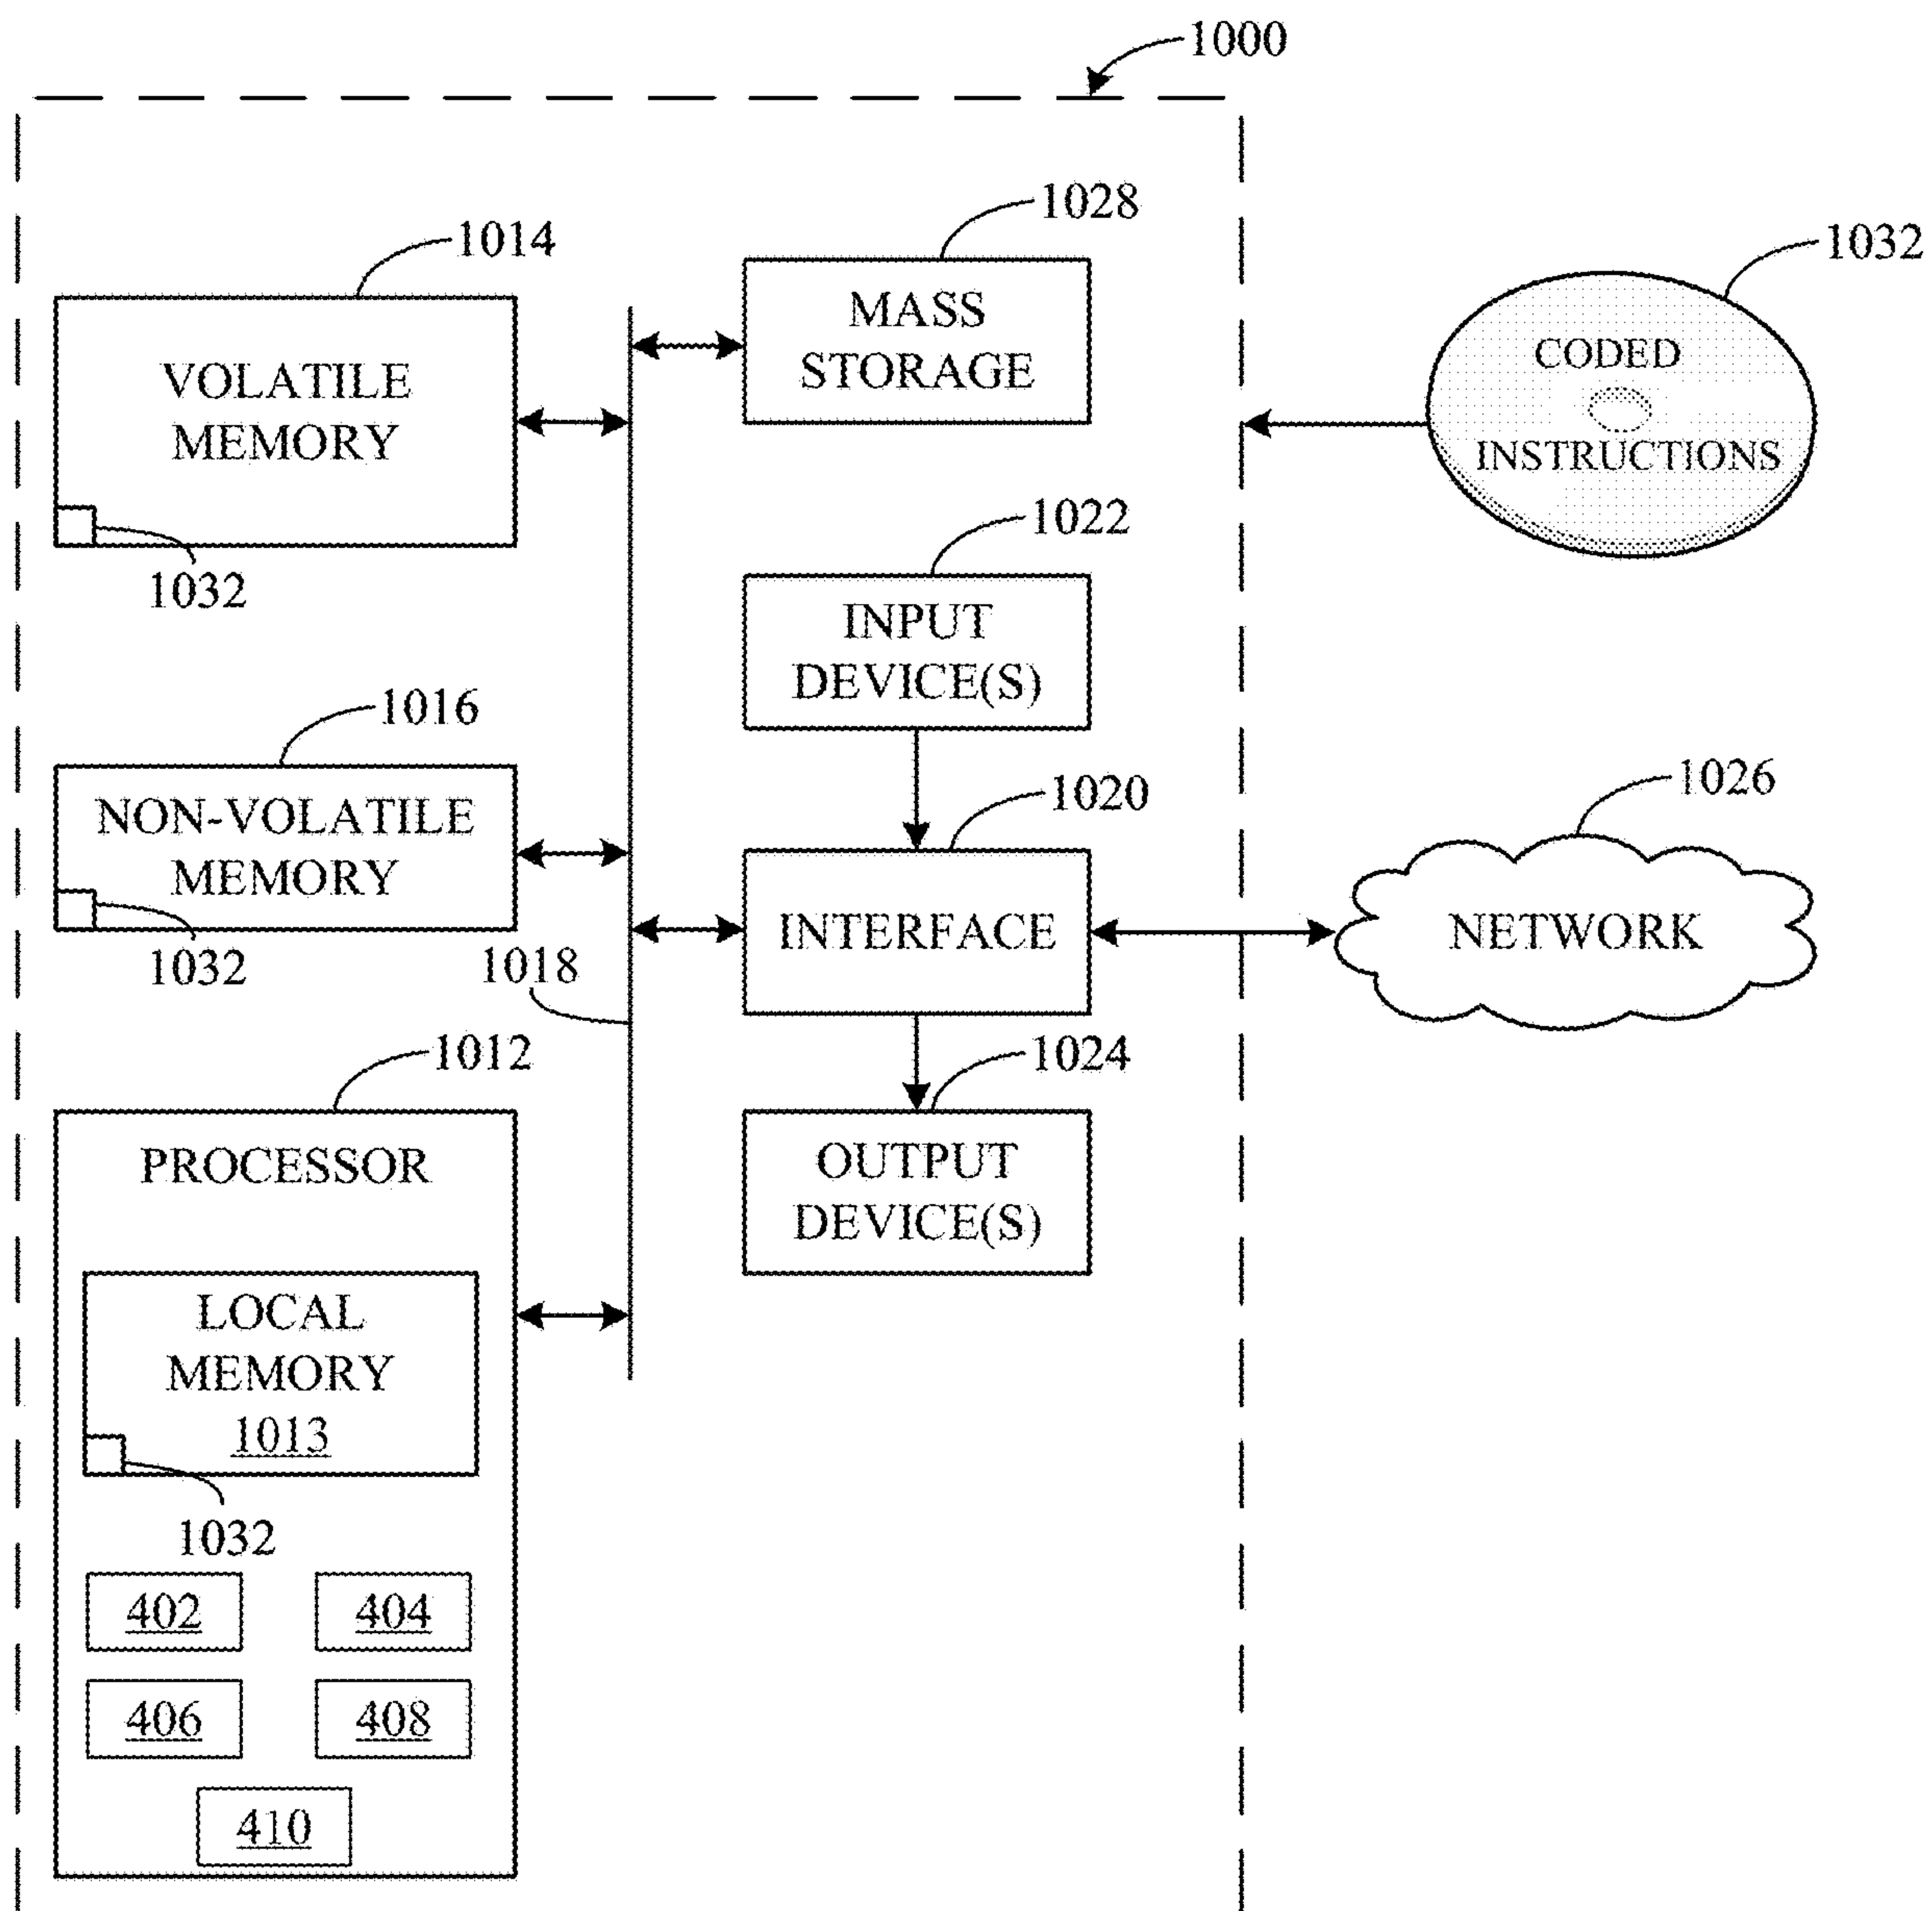 1000
1028
1014
1032
MASS
STORAGE
VOLATILE
MEMORY
CODED
INSTRUCTIONS
1032
1022
INPUT
DEVICE(S)
1016
NON-VOLATILE
MEMORY
1032
1020
1026
INTERFACE
NETWORK
1018
1012
1024
PROCESSOR
OUTPUT
DEVICE(S)
LOCAL
MEMORY
1013
1032
402
404
406
408
410